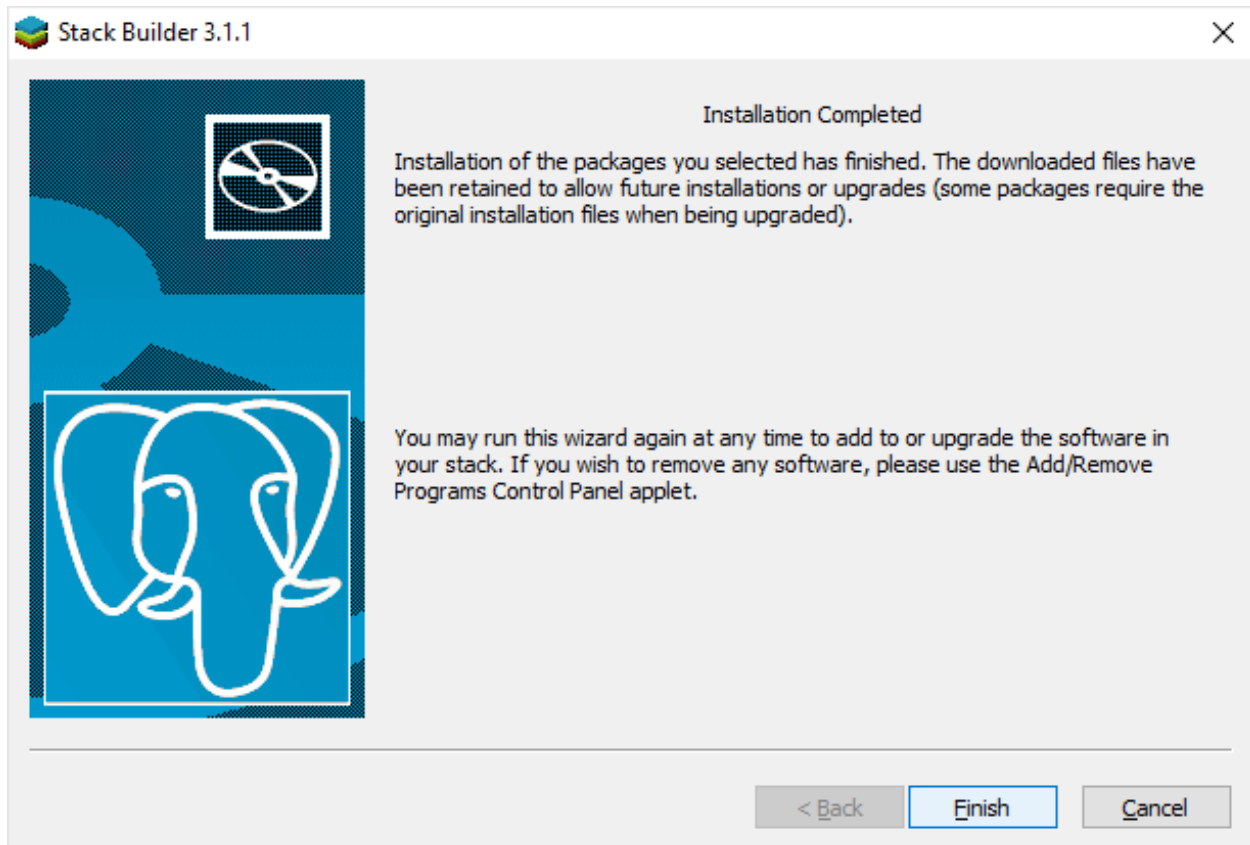 Stack Builder 3.1.1
Installation Completed
Installation of the packages you selected has finished. The downloaded files have
been retained to allow future installations or upgrades (some packages require the
original installation files when being upgraded).
You may run this wizard again at any time to add to or upgrade the software in
your stack. If you wish to remove any software, please use the Add/Remove
Programs Control Panel applet.
< Back
Finish
Cancel